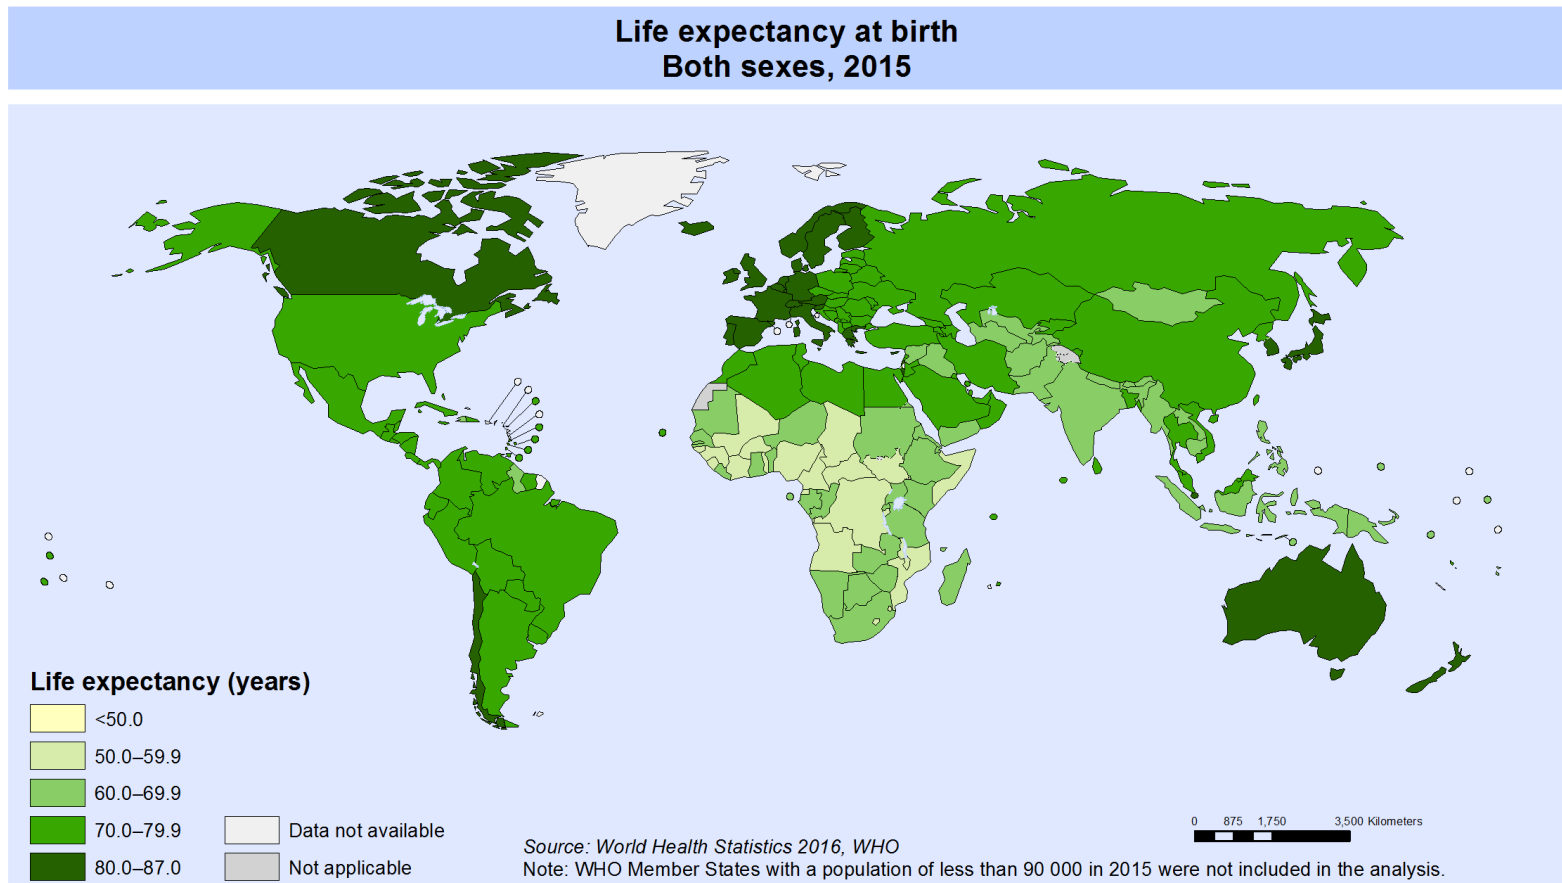 Life expectancy at birth
Both sexes, 2015
Life expectancy (years)
<50.0
50.0–59.9
60.0–69.9
70.0–79.9
80.0–87.0
Data not available
Not applicable
0 875 1,750 3,500 Kilometers
Source: World Health Statistics 2016, WHO
Note: WHO Member States with a population of less than 90 000 in 2015 were not included in the analysis.